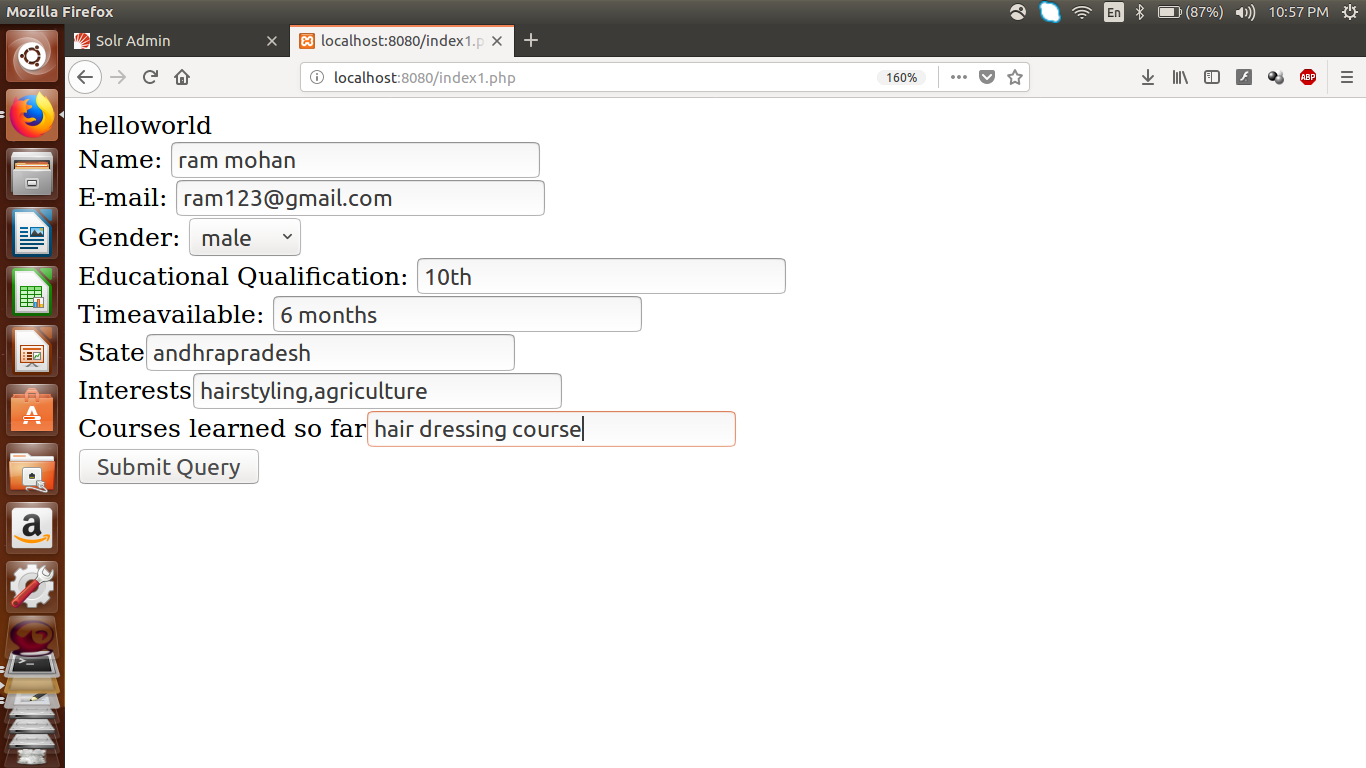 Mozilla Firefox En (87%) 10:57 PM
Solr Admin localhost:8080/index1.p
localhost:8080/index1.php 160% ABP
helloworld
Name: ram mohan
E-mail: ram123@gmail.com
Gender: male
Educational Qualification: 10th
Timeavailable: 6 months
State andhrapradesh
Interests hairstyling,agriculture
Courses learned so far hair dressing course
Submit Query